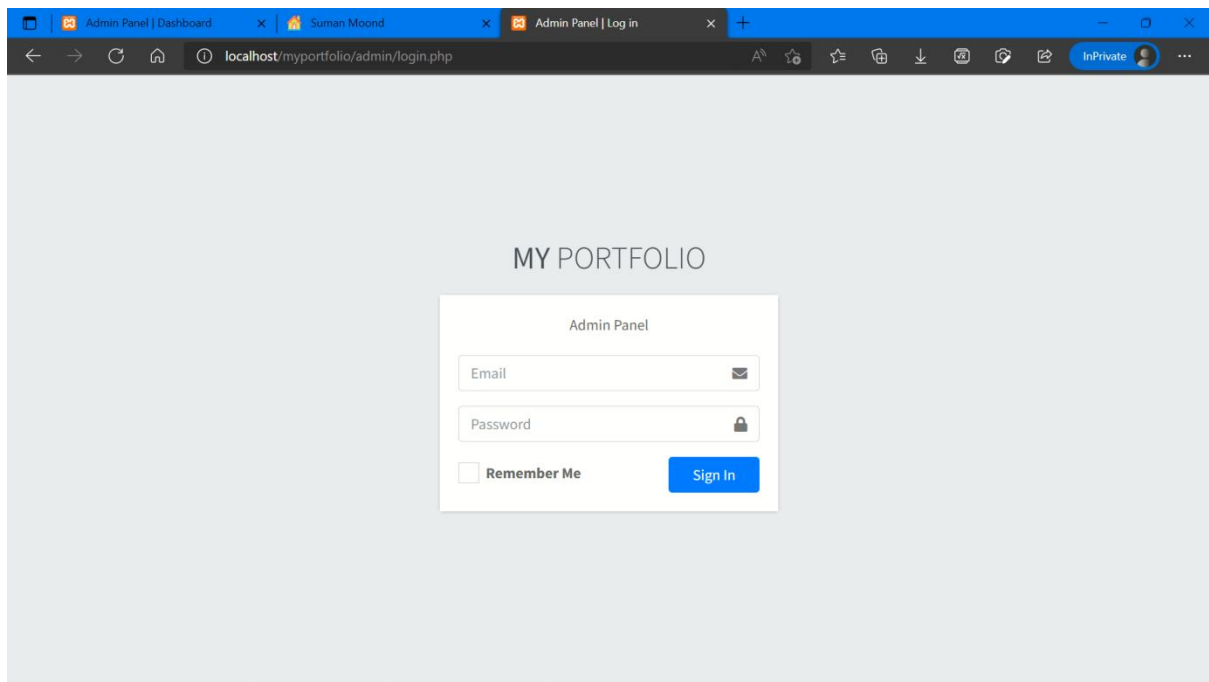 Admin Panel | Dashboard
Suman Moond
Admin Panel | Log in
localhost/myportfolio/admin/login.php
InPrivate
MY PORTFOLIO
Admin Panel
Email
Password
Remember Me
Sign In